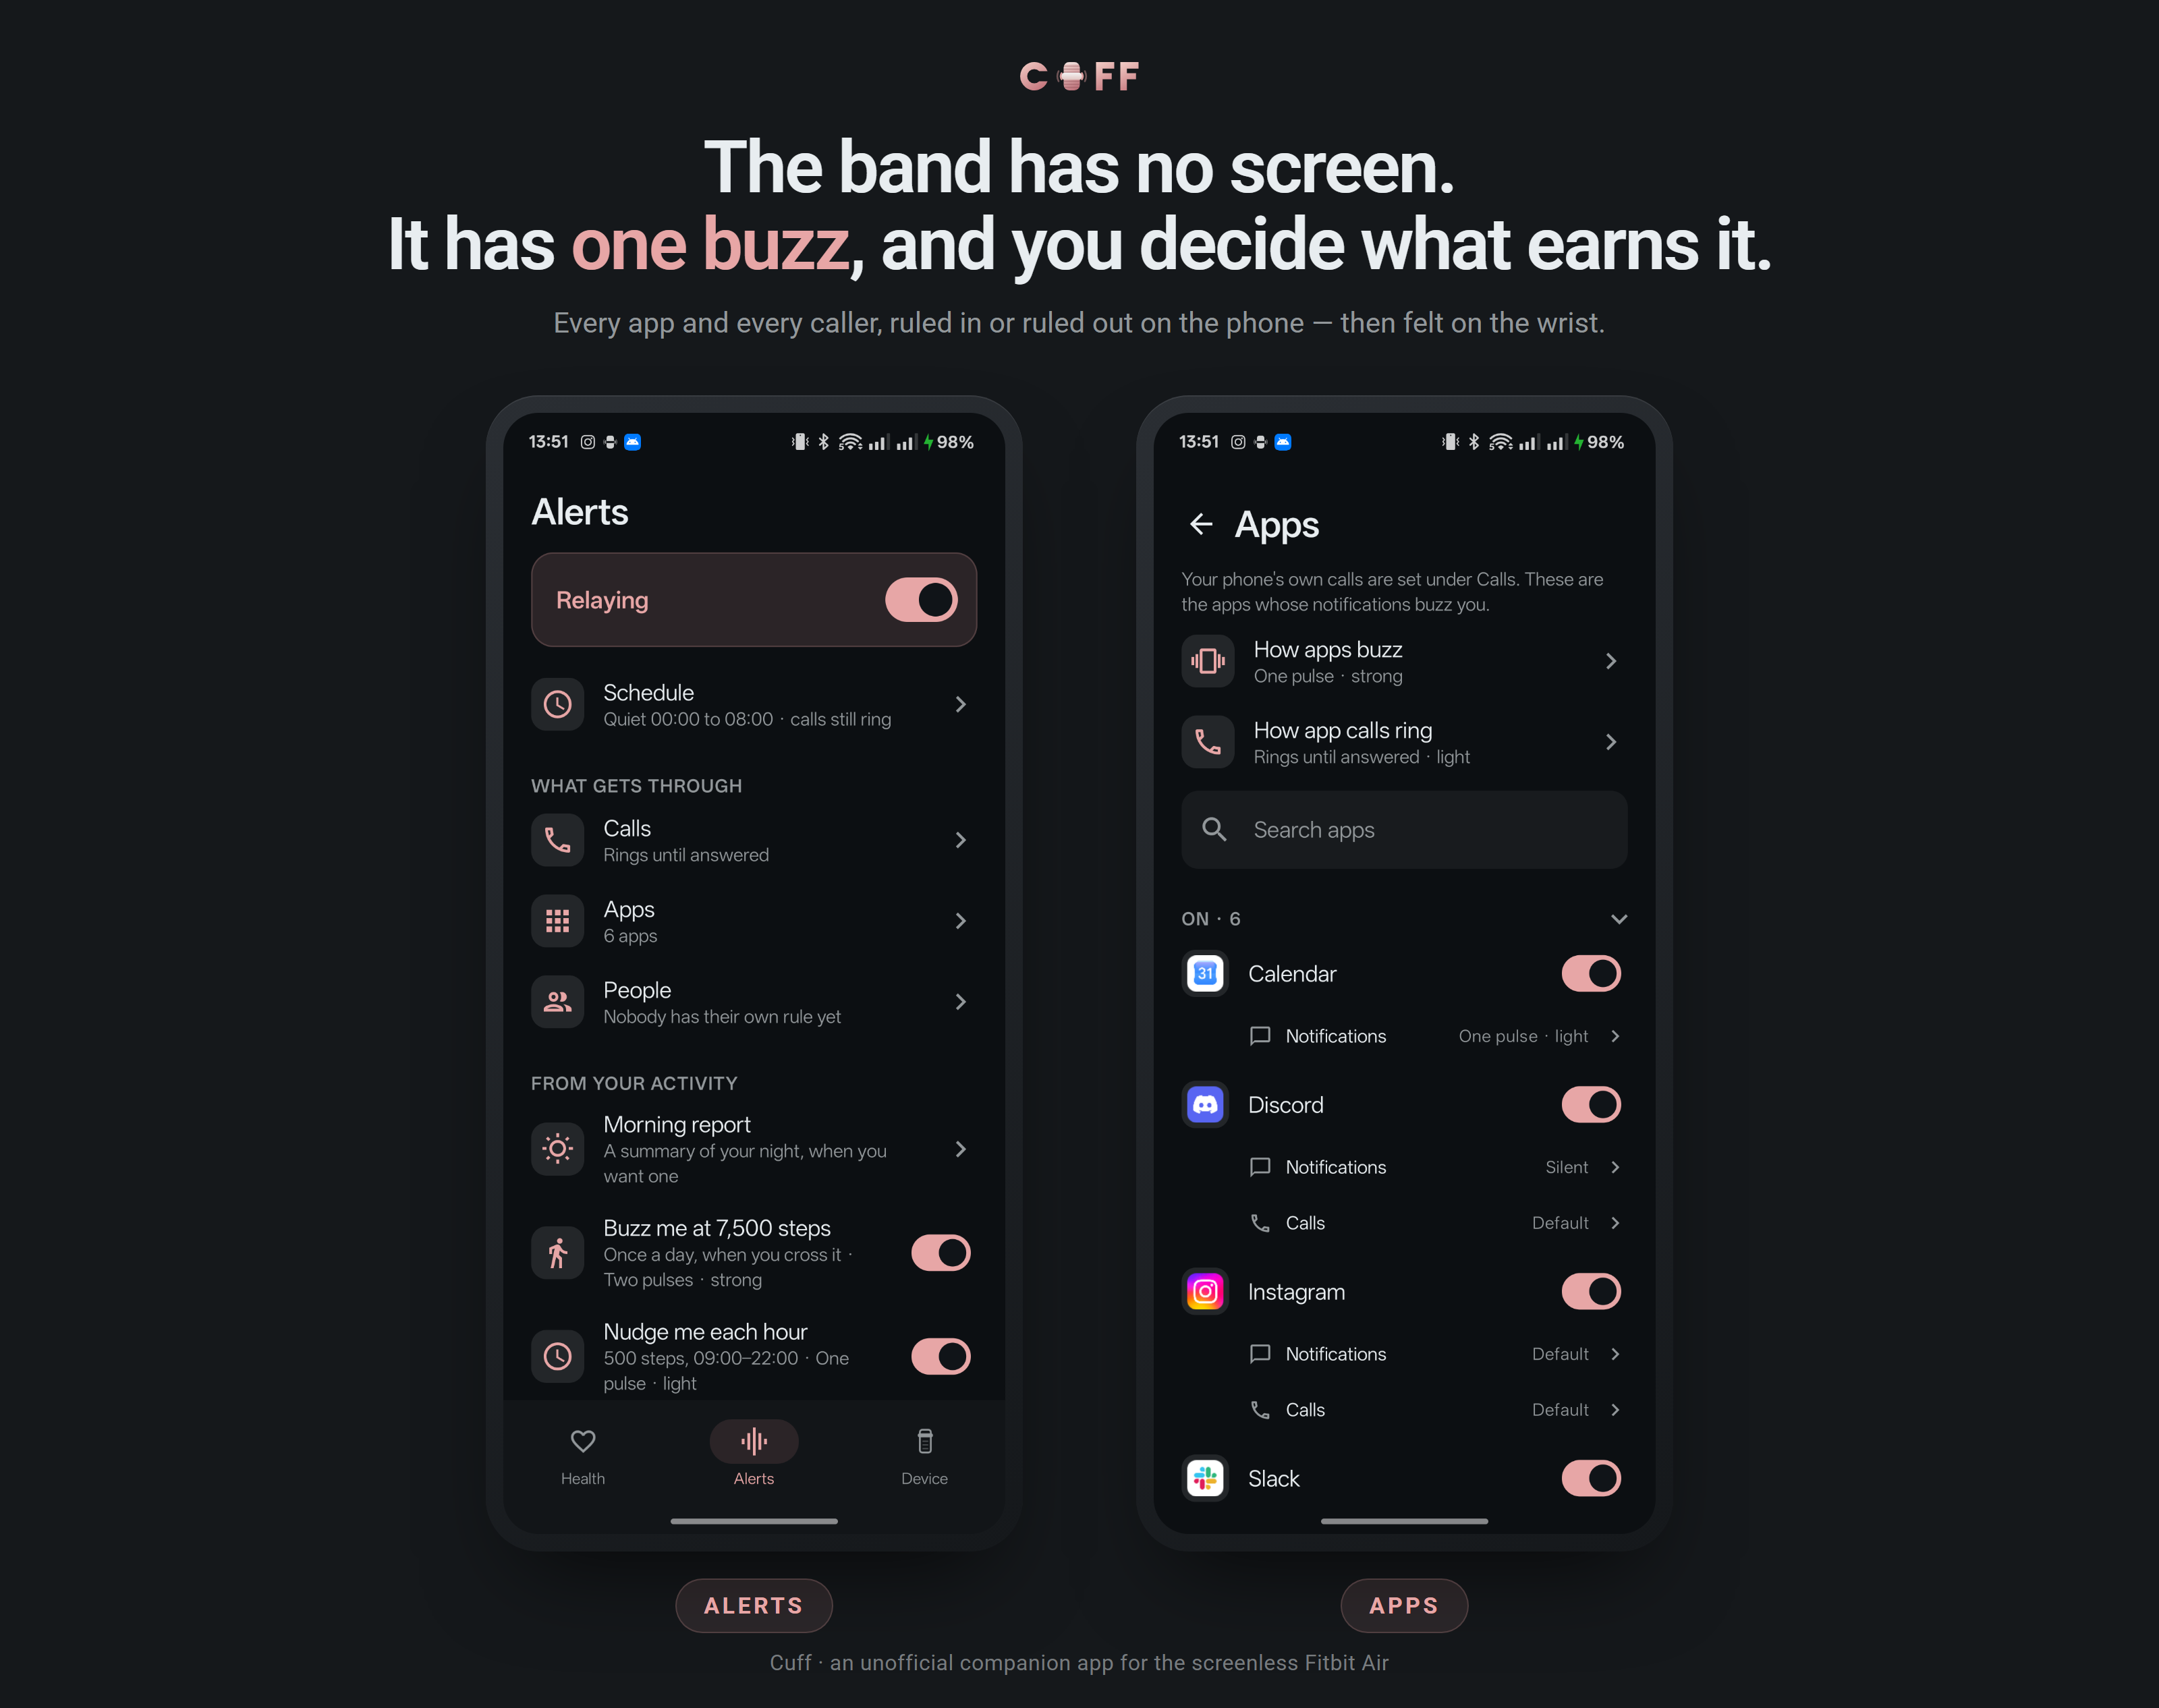 CUFF
The band has no screen.
It has one buzz, and you decide what earns it.
Every app and every caller, ruled in or ruled out on the phone — then felt on the wrist.
13:51 98%
Alerts
Relaying
Schedule
Quiet 00:00 to 08:00 · calls still ring
WHAT GETS THROUGH
Calls
Rings until answered
Apps
6 apps
People
Nobody has their own rule yet
FROM YOUR ACTIVITY
Morning report
A summary of your night, when you
want one
Buzz me at 7,500 steps
Once a day, when you cross it ·
Two pulses · strong
Nudge me each hour
500 steps, 09:00–22:00 · One
pulse · light
Health Alerts Device
ALERTS
13:51 98%
Apps
Your phone's own calls are set under Calls. These are
the apps whose notifications buzz you.
How apps buzz
One pulse · strong
How app calls ring
Rings until answered · light
Search apps
ON · 6
31 Calendar
Notifications One pulse · light
Discord
Notifications Silent
Calls Default
Instagram
Notifications Default
Calls Default
Slack
APPS
Cuff · an unofficial companion app for the screenless Fitbit Air